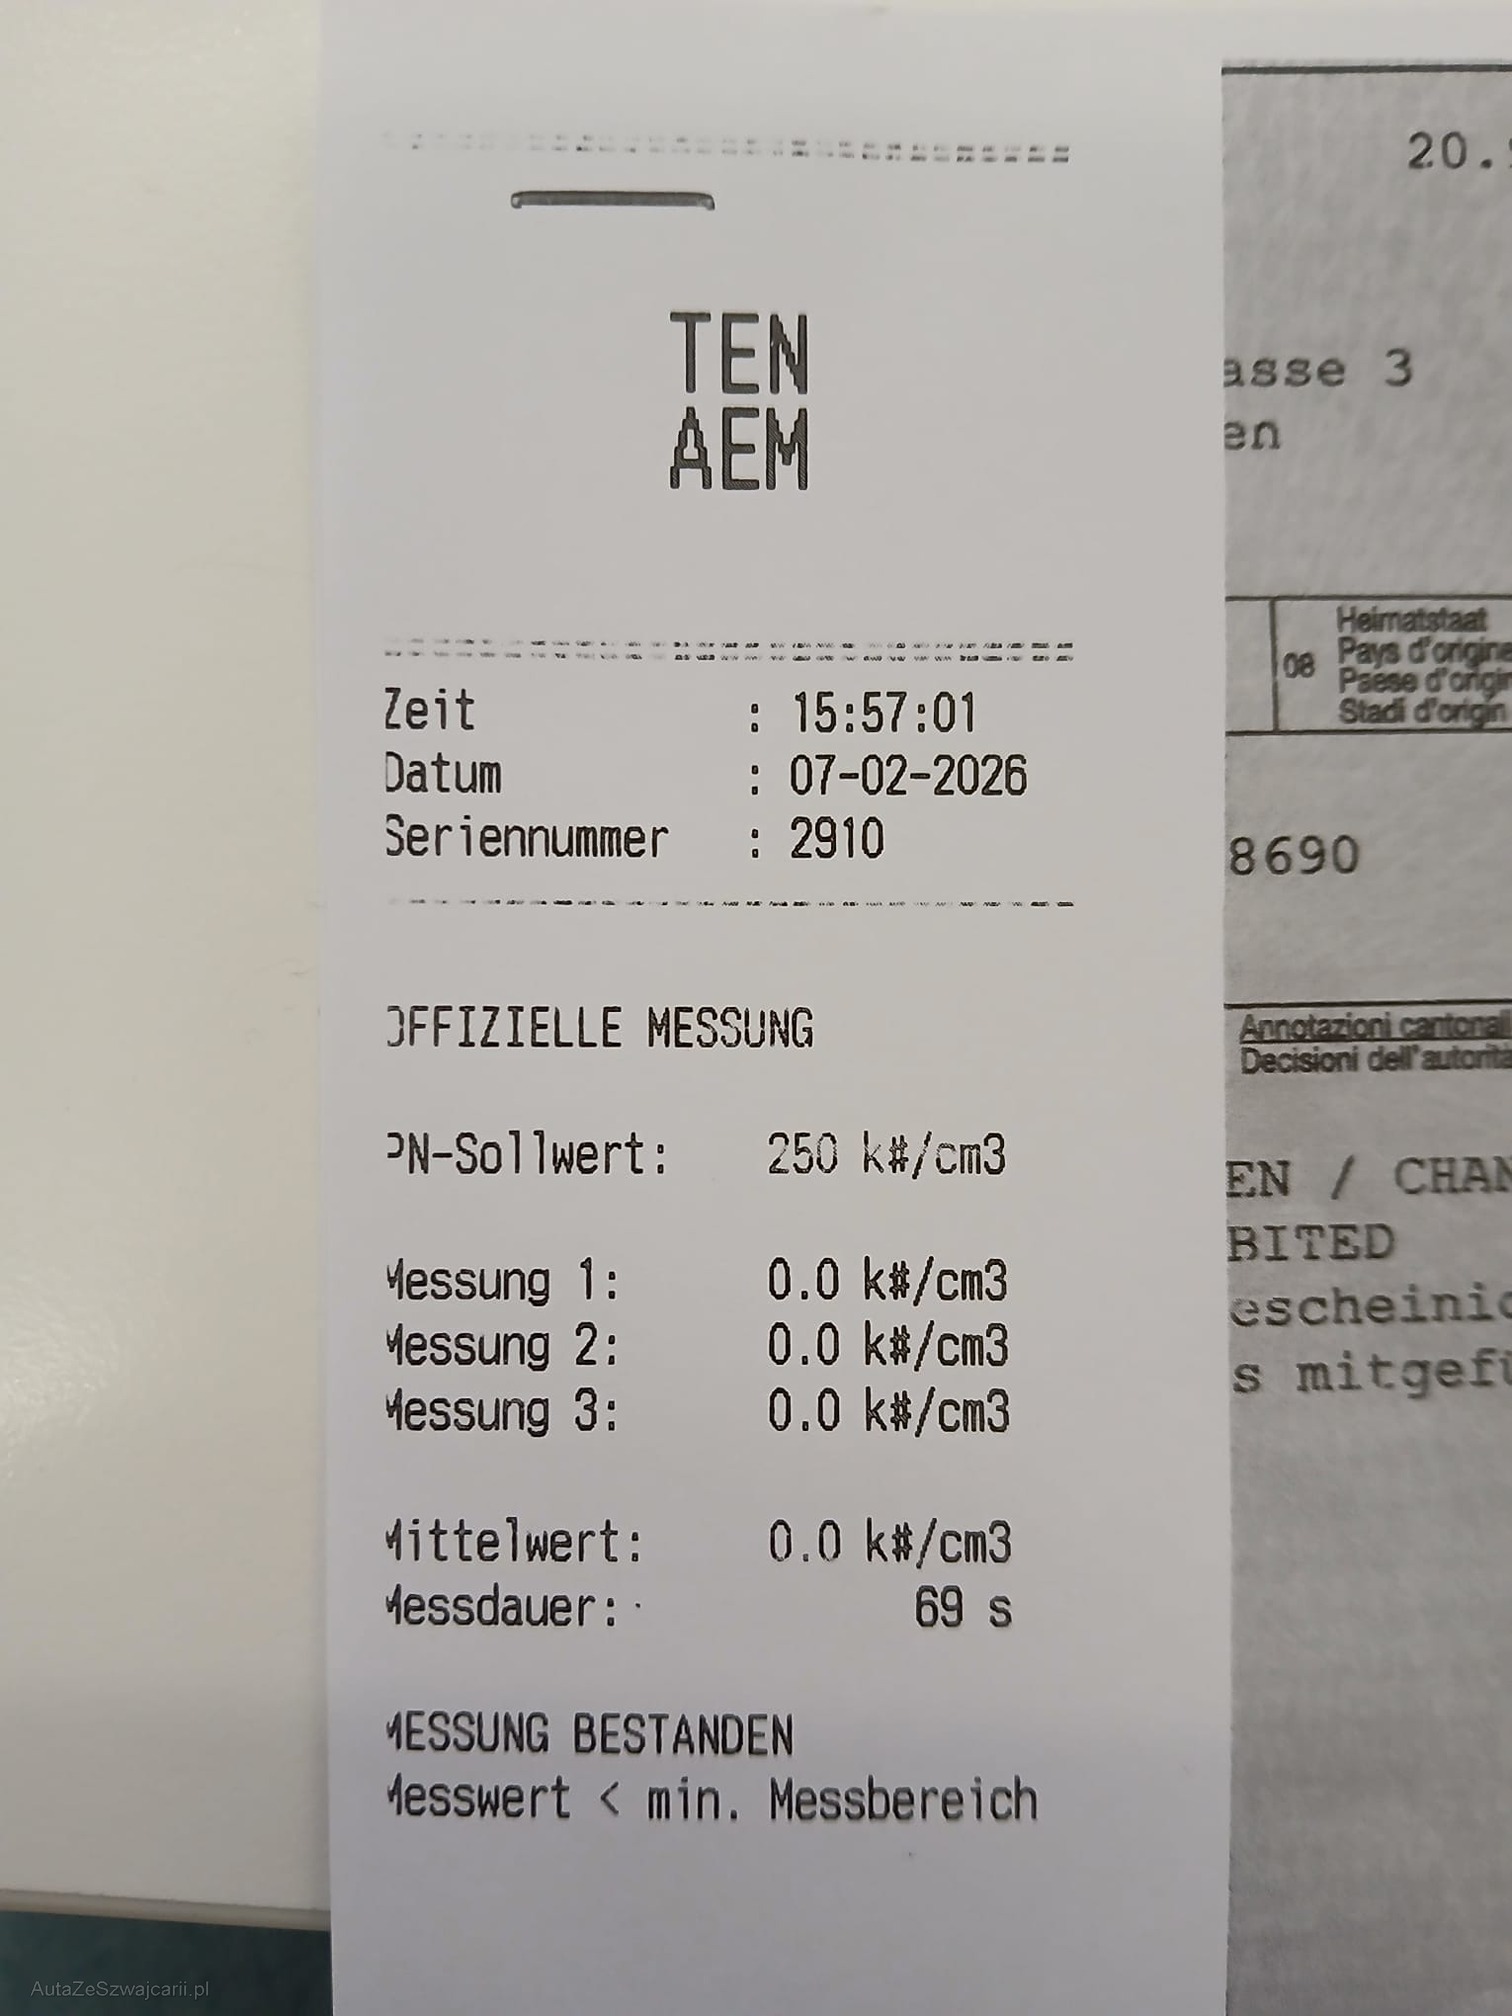 TEN
AEM
Zeit : 15:57:01
Datum : 07-02-2026
Seriennummer : 2910
OFFIZIELLE MESSUNG
PN-Sollwert: 250 k#/cm3
Messung 1: 0.0 k#/cm3
Messung 2: 0.0 k#/cm3
Messung 3: 0.0 k#/cm3
Mittelwert: 0.0 k#/cm3
Messdauer: 69 s
MESSUNG BESTANDEN
Messwert < min. Messbereich
20.
asse 3
en
08
Heimatstaat
Pays d'origine
Paese d'origin
Stadi d'origin
8690
Annotazioni cantonali
Decisioni dell'autorità
EN / CHAN
BITED
escheinig
s mitgefü
AutaZeSzwajcarii.pl